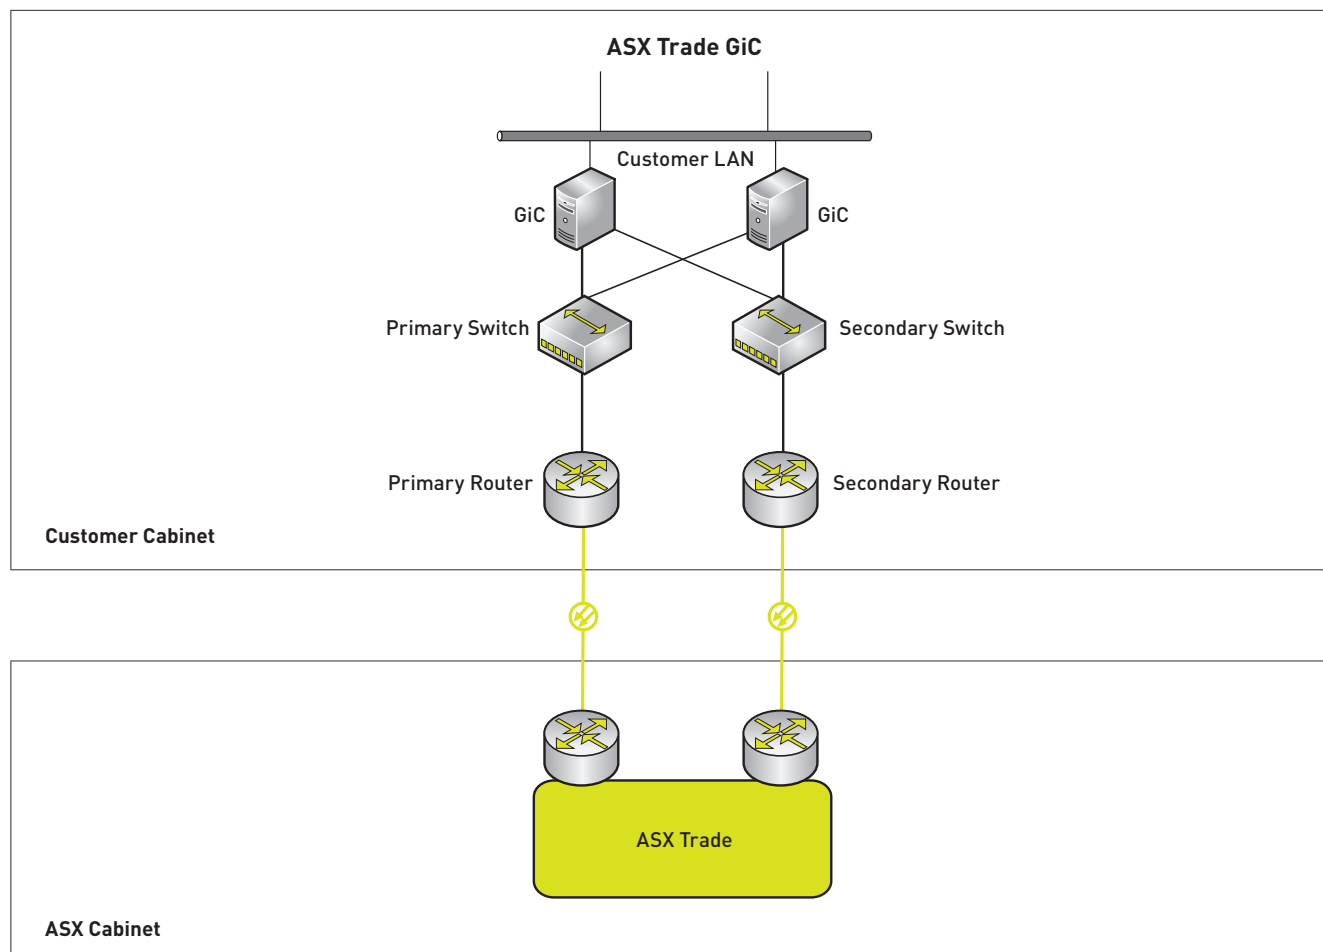 ASX Trade GiC
Customer LAN
GiC
GiC
Primary Switch
Secondary Switch
Primary Router
Secondary Router
Customer Cabinet
ASX Trade
ASX Cabinet